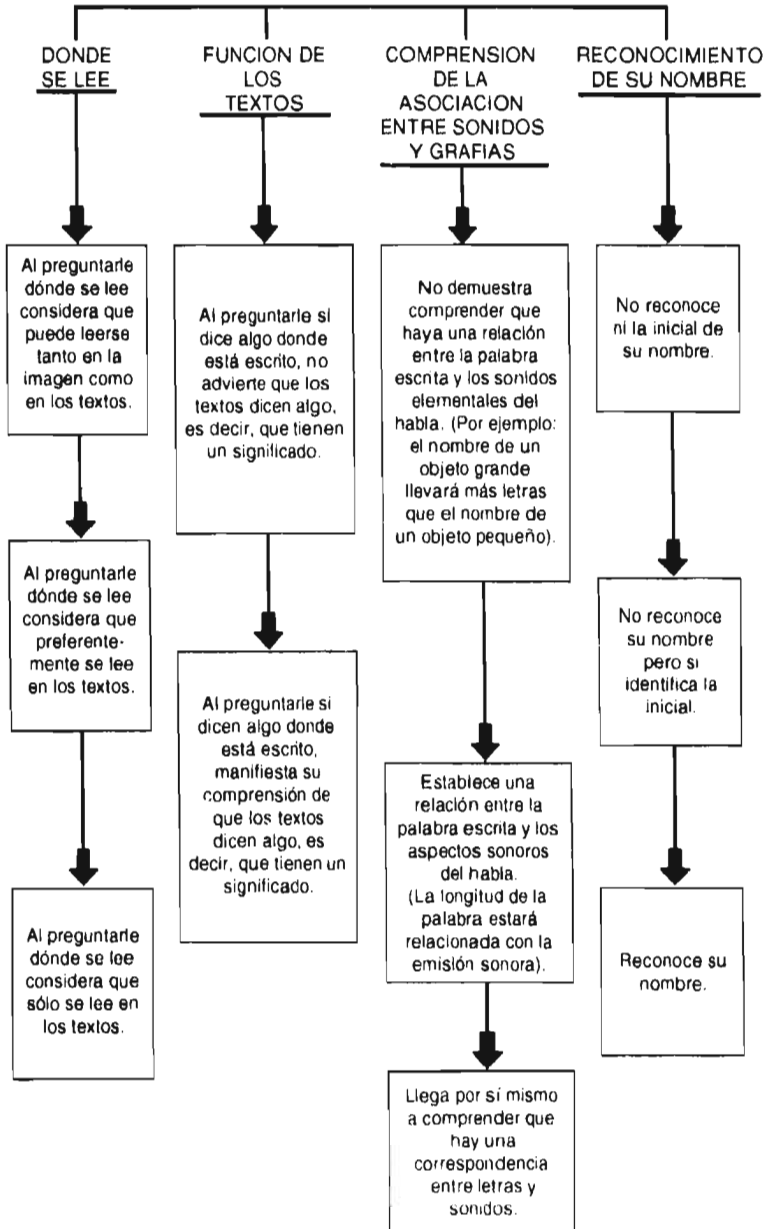 DONDE
SE LEE
FUNCION DE
LOS
TEXTOS
COMPRENSION
DE LA
ASOCIACION
ENTRE SONIDOS
Y GRAFIAS
RECONOCIMIENTO
DE SU NOMBRE
Al preguntarle
dónde se lee
considera que
puede leerse
tanto en la
imagen como
en los textos.
Al preguntarle
dónde se lee
considera que
preferente-
mente se lee
en los textos.
Al preguntarle
dónde se lee
considera que
sólo se lee en
los textos.
Al preguntarle si
dice algo donde
está escrito, no
advierte que los
textos dicen algo,
es decir, que tienen
un significado.
Al preguntarle si
dicen algo donde
está escrito,
manifiesta su
comprensión de
que los textos
dicen algo, es
decir, que tienen un
significado.
No demuestra
comprender que
haya una relación
entre la palabra
escrita y los sonidos
elementales del
habla. (Por ejemplo:
el nombre de un
objeto grande
llevará más letras
que el nombre de
un objeto pequeño).
Establece una
relación entre la
palabra escrita y los
aspectos sonoros
del habla.
(La longitud de la
palabra estará
relacionada con la
emisión sonora).
Llega por sí mismo
a comprender que
hay una
correspondencia
entre letras y
sonidos.
No reconoce
ni la inicial de
su nombre.
No reconoce
su nombre
pero si
identifica la
inicial.
Reconoce su
nombre.